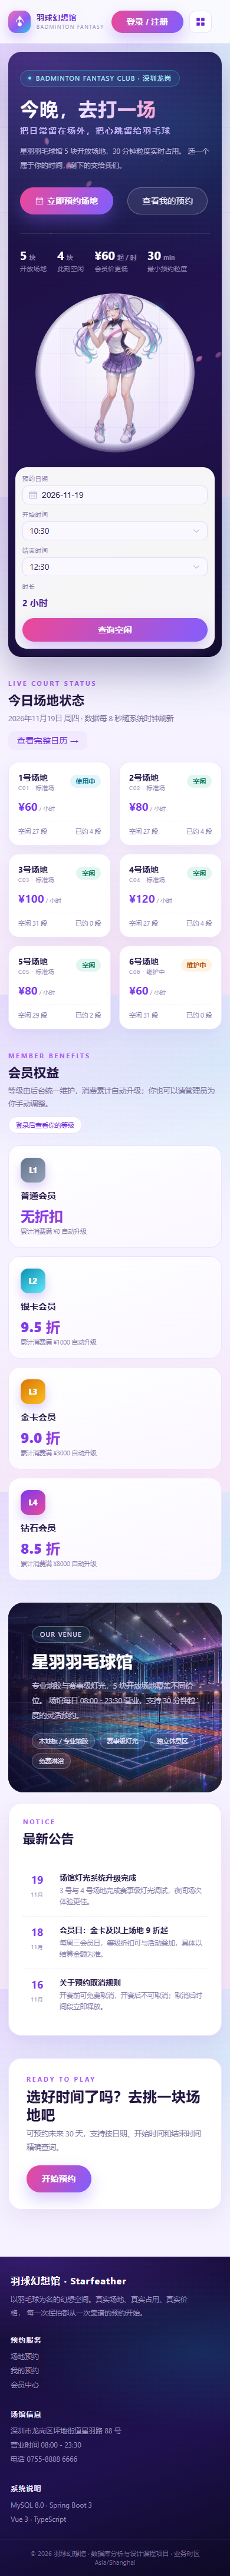 羽球幻想馆
BADMINTON FANTASY CLUB
登录 / 注册
BADMINTON FANTASY CLUB · 深圳龙岗
今晚，去打一场
把日常留在场外，把心跳留给羽毛球
星羽羽毛球馆 5 块开放场地，30 分钟粒度实时占用。 选一个
属于你的时间，剩下的交给我们。
立即预约场地
查看我的预约
5 块
开放场地
4 块
此刻空闲
¥60 起 / 时
会员价更低
30 min
最小预约粒度
预约日期
2026-11-19
开始时间
10:30
结束时间
12:30
时长
2 小时
查询空闲
LIVE COURT STATUS
今日场地状态
2026年11月19日 周四 · 数据每 8 秒随系统时钟刷新
查看完整日历 →
1号场地
使用中
C01 · 标准场
¥60 / 小时
空闲 27 段
已约 4 段
2号场地
空闲
C02 · 标准场
¥80 / 小时
空闲 27 段
已约 4 段
3号场地
空闲
C03 · 标准场
¥100 / 小时
空闲 31 段
已约 0 段
4号场地
空闲
C04 · 标准场
¥120 / 小时
空闲 27 段
已约 4 段
5号场地
空闲
C05 · 标准场
¥80 / 小时
空闲 29 段
已约 2 段
6号场地
维护中
C06 · 维护中
¥60 / 小时
空闲 31 段
已约 0 段
MEMBER BENEFITS
会员权益
等级由后台统一维护，消费累计自动升级；你也可以请管理员为
你手动调整。
登录后查看你的等级
L1
普通会员
无折扣
累计消费满 ¥0 自动升级
L2
银卡会员
9.5 折
累计消费满 ¥1000 自动升级
L3
金卡会员
9.0 折
累计消费满 ¥3000 自动升级
L4
钻石会员
8.5 折
累计消费满 ¥8000 自动升级
OUR VENUE
星羽羽毛球馆
专业地胶与赛事级灯光，5 块开放场地覆盖不同价
位。 场馆每日 08:00 - 23:30 营业，支持 30 分钟粒
度的灵活预约。
木地板 / 专业地胶
赛事级灯光
独立休息区
免费淋浴
NOTICE
最新公告
19
11月
场馆灯光系统升级完成
3 号与 4 号场地完成赛事级灯光调试，夜间场次
体验更佳。
18
11月
会员日：金卡及以上场地 9 折起
每周三会员日，等级折扣可与活动叠加，具体以
结算金额为准。
16
11月
关于预约取消规则
开赛前可免费取消，开赛后不可取消；取消后时
间段立即释放。
READY TO PLAY
选好时间了吗？去挑一块场
地吧
可预约未来 30 天，支持按日期、开始时间和结束时间
精确查询。
开始预约
羽球幻想馆 · Starfeather
以羽毛球为名的幻想空间。真实场地、真实占用、真实价
格， 每一次挥拍都从一次靠谱的预约开始。
预约服务
场地预约
我的预约
会员中心
场馆信息
深圳市龙岗区坪地街道星羽路 88 号
营业时间 08:00 - 23:30
电话 0755-8888 6666
系统说明
MySQL 8.0 · Spring Boot 3
Vue 3 · TypeScript
© 2026 羽球幻想馆 · 数据库分析与设计课程项目 · 业务时区
Asia/Shanghai